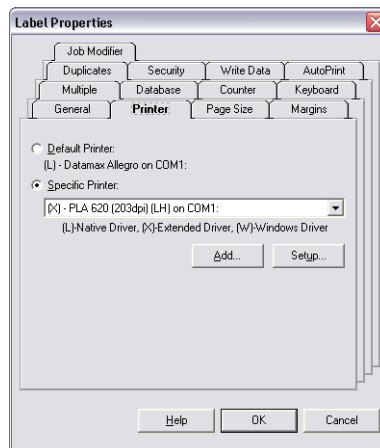 Label Properties
Job Modifier
Duplicates Security Write Data AutoPrint
Multiple Database Counter Keyboard
General Printer Page Size Margins
Default Printer:
(L) - Datamax Allegro on COM1:
Specific Printer:
(X) - PLA 620 (203dpi) (LH) on COM1:
(L)-Native Driver, (X)-Extended Driver, (W)-Windows Driver
Add... Setup...
Help OK Cancel